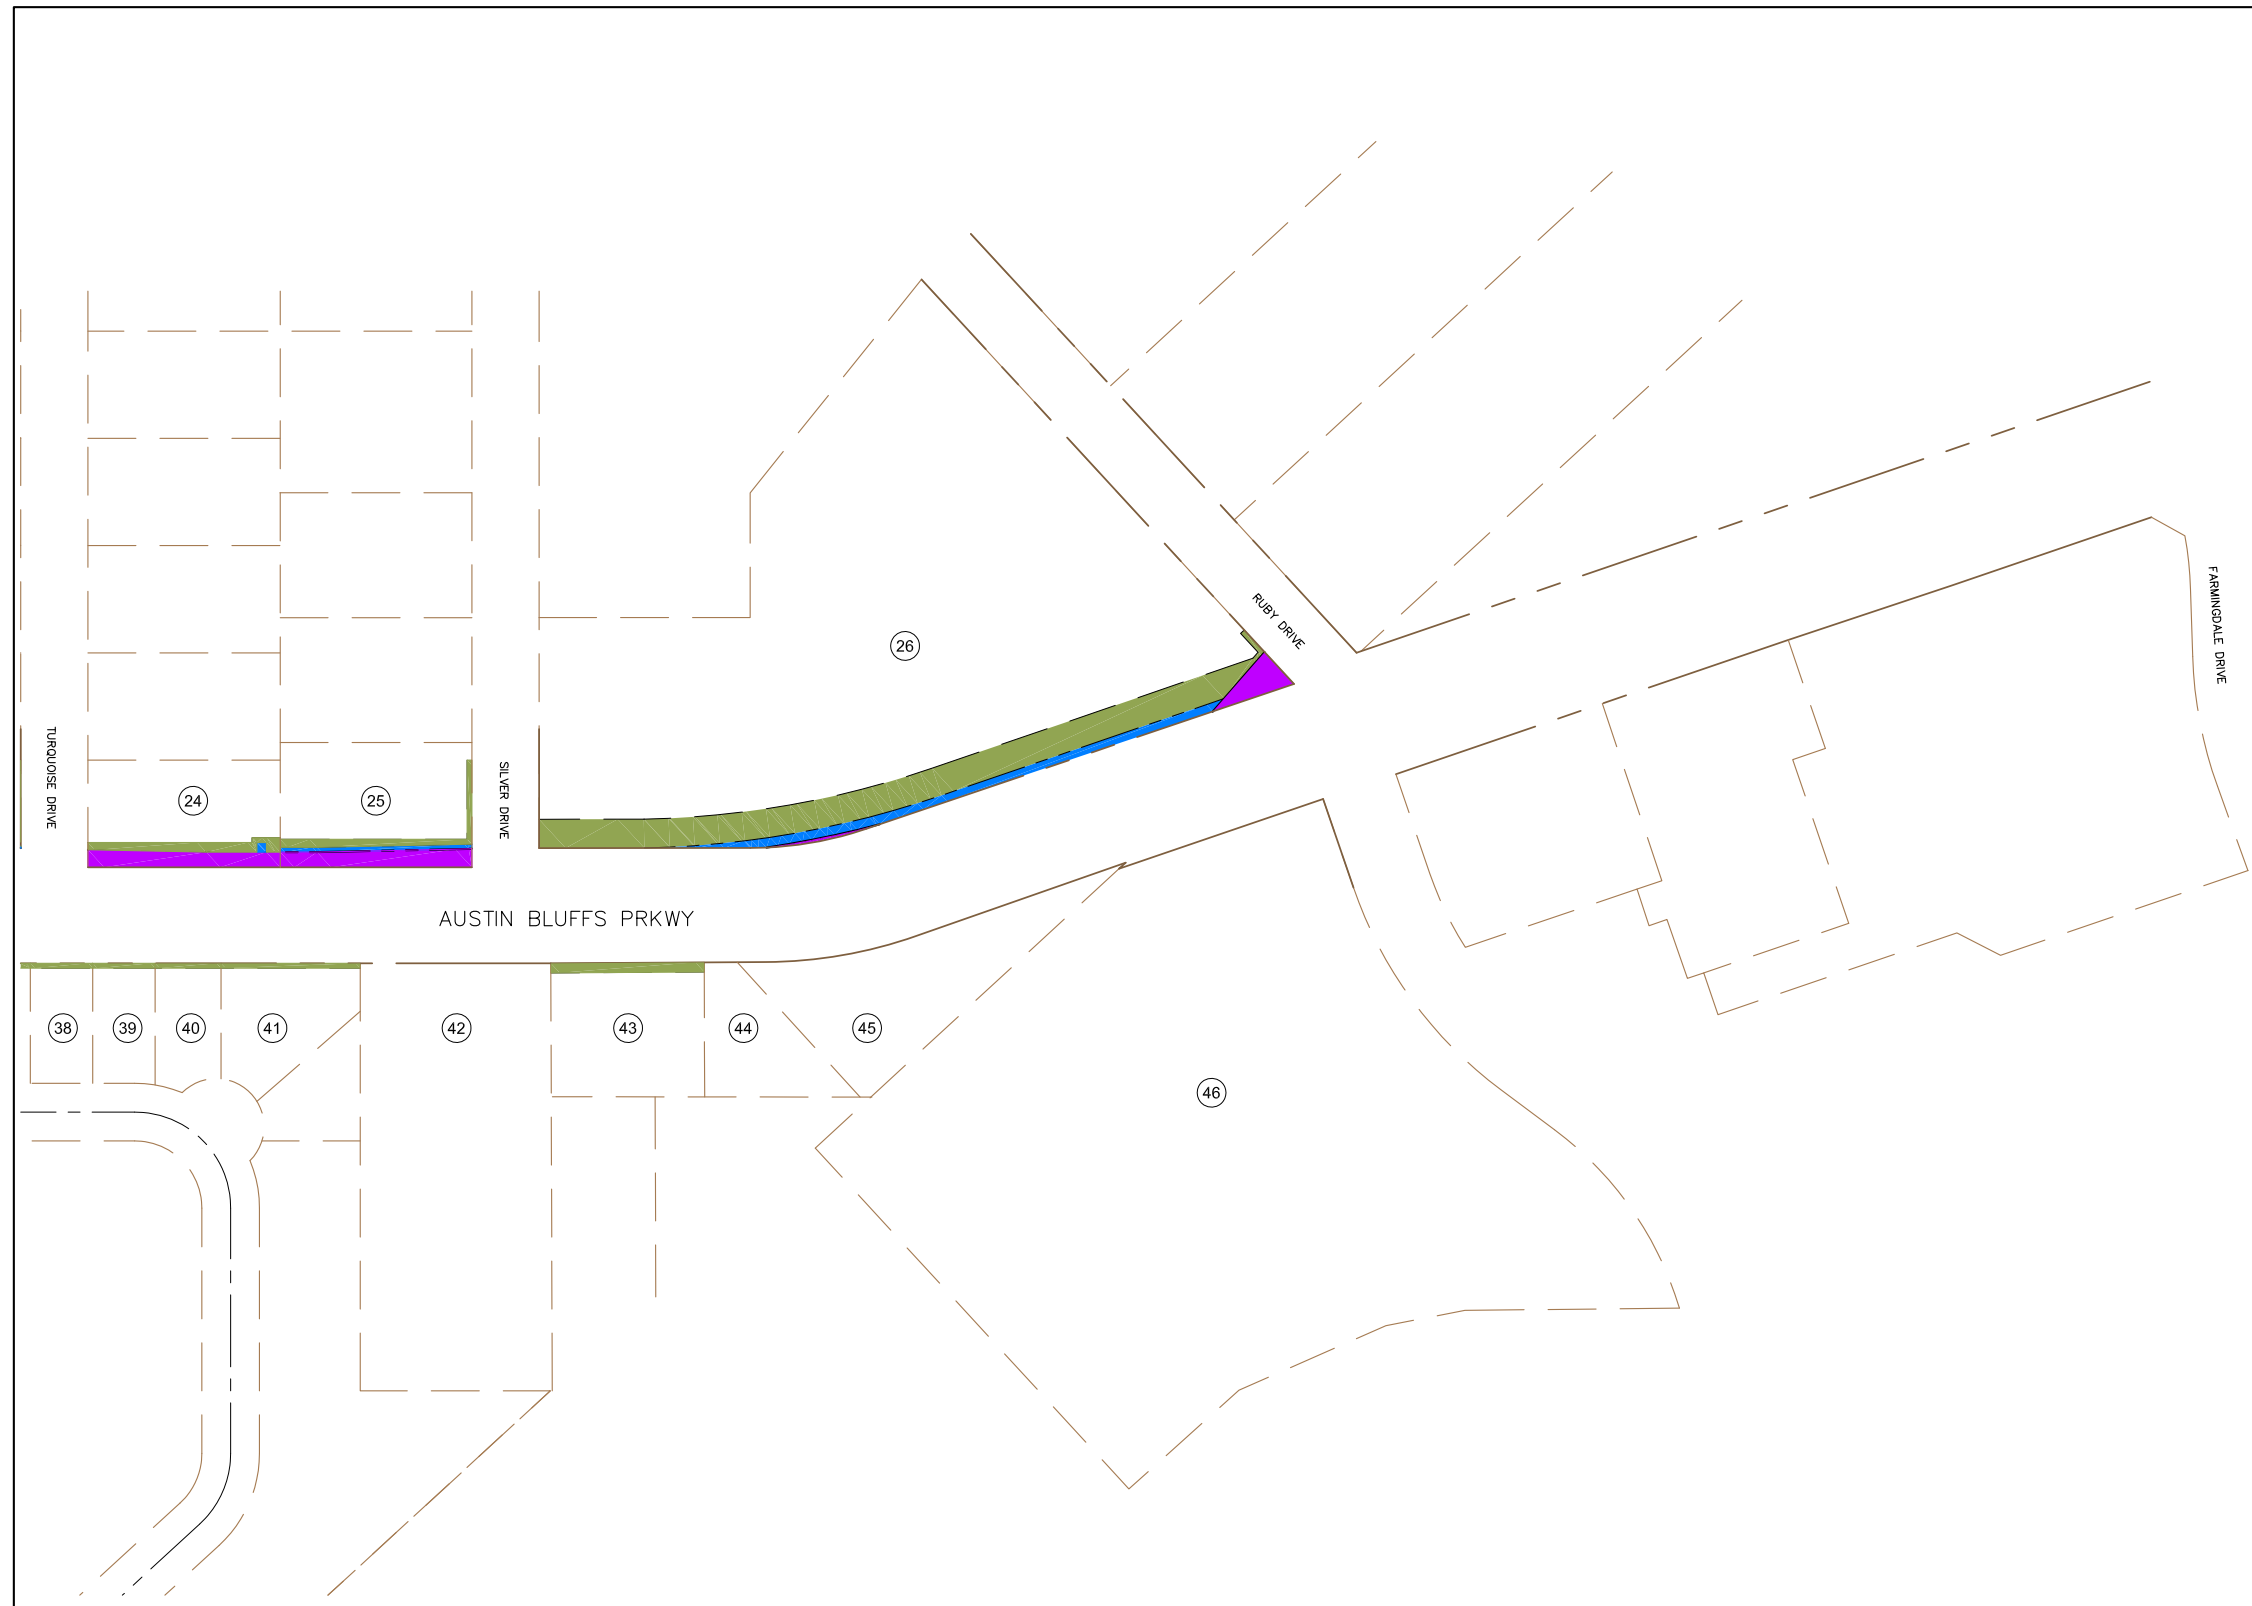 RUBY DRIVE
FARMINGDALE DRIVE
26
TURQUOISE DRIVE
24
25
SILVER DRIVE
AUSTIN BLUFFS PRKWY
38
39
40
41
42
43
44
45
46